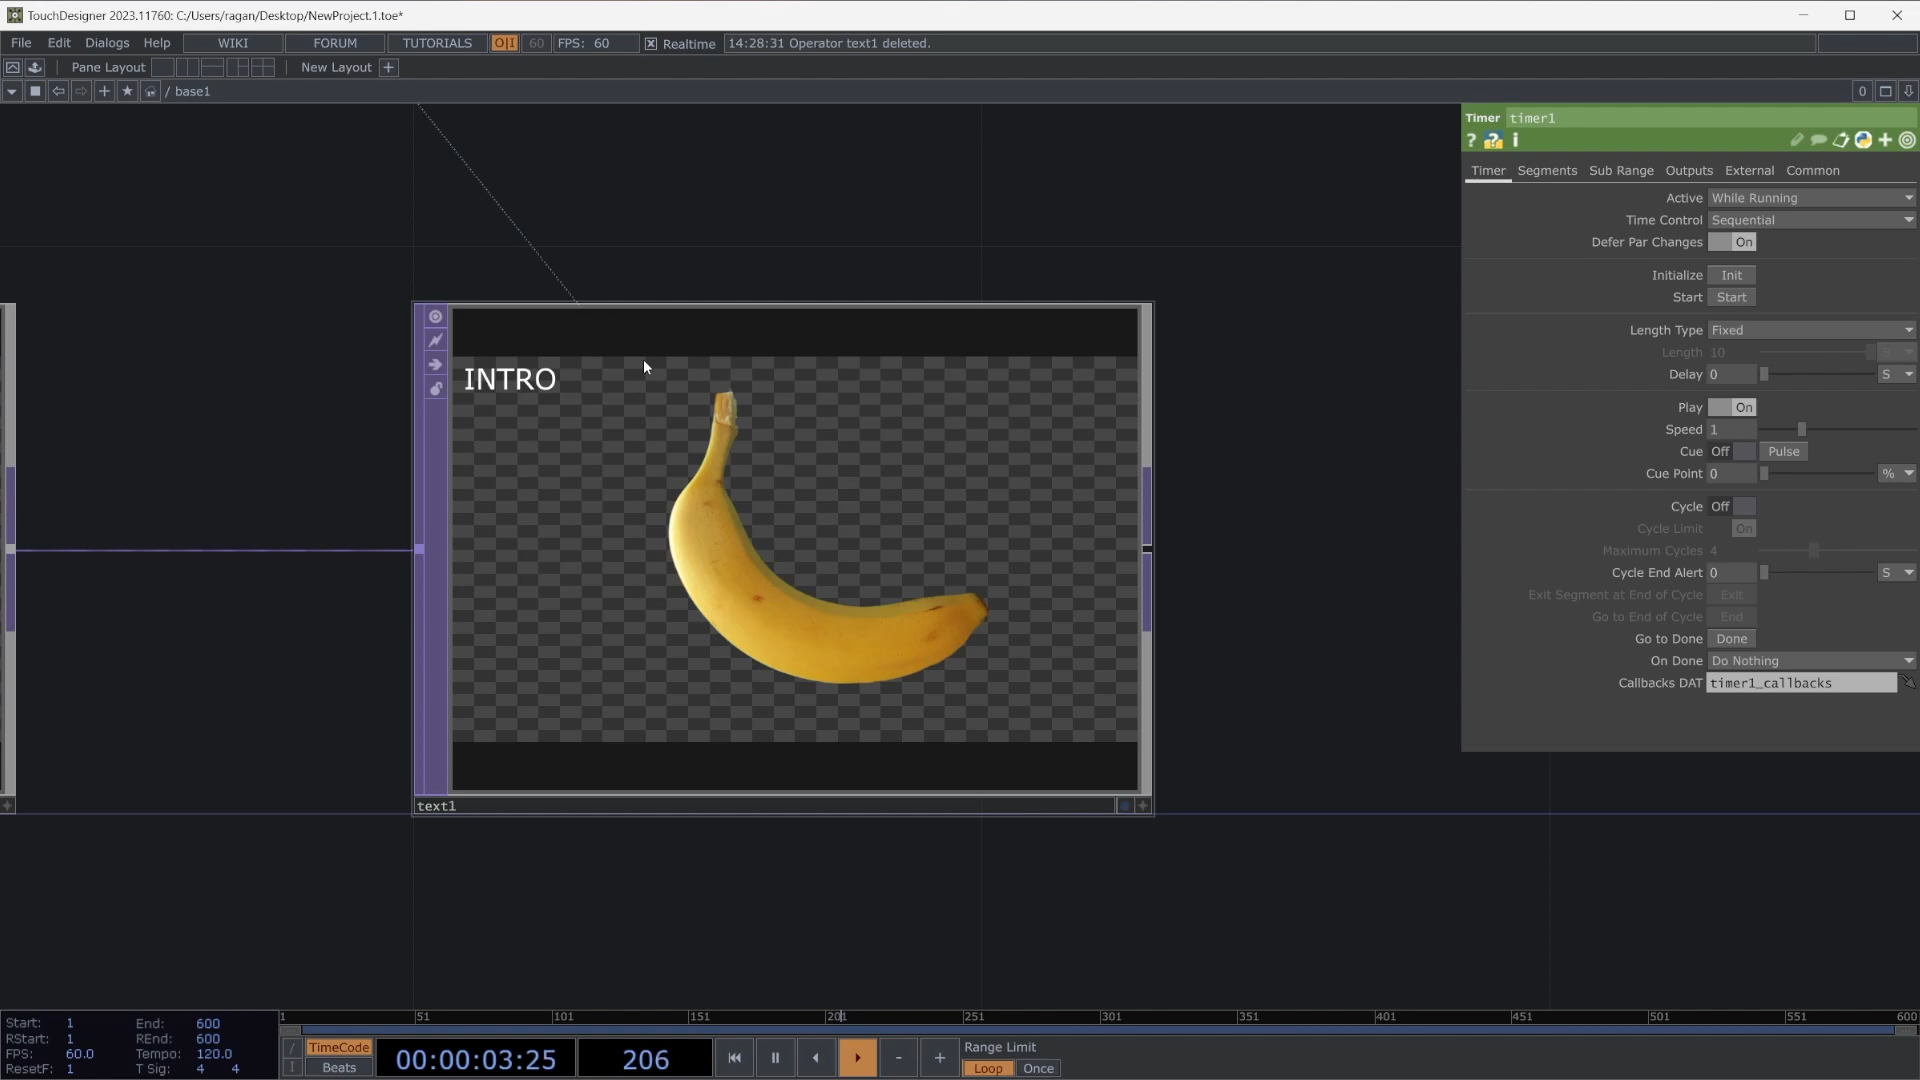 TouchDesigner 2023.11760: C:/Users/ragan/Desktop/NewProject.1.toe*
File Edit Dialogs Help WIKI FORUM TUTORIALS O|I 60 FPS: 60 Realtime 14:28:31 Operator text1 deleted.
Pane Layout New Layout +
/ base1 0
Timer timer1
? ? i
Timer Segments Sub Range Outputs External Common
Active While Running
Time Control Sequential
Defer Par Changes On
Initialize Init
Start Start
Length Type Fixed
Length 10 S
Delay 0 S
Play On
Speed 1
Cue Off Pulse
Cue Point 0 %
Cycle Off
Cycle Limit On
Maximum Cycles 4
Cycle End Alert 0 S
Exit Segment at End of Cycle Exit
Go to End of Cycle End
Go to Done Done
On Done Do Nothing
Callbacks DAT timer1_callbacks
INTRO
text1
1 51 101 151 201 251 301 351 401 451 501 551 600
Start: 1 End: 600
RStart: 1 REnd: 600
FPS: 60.0 Tempo: 120.0
ResetF: 1 T Sig: 4 4
/ TimeCode
I Beats
00:00:03:25 206 - +
Range Limit
Loop Once